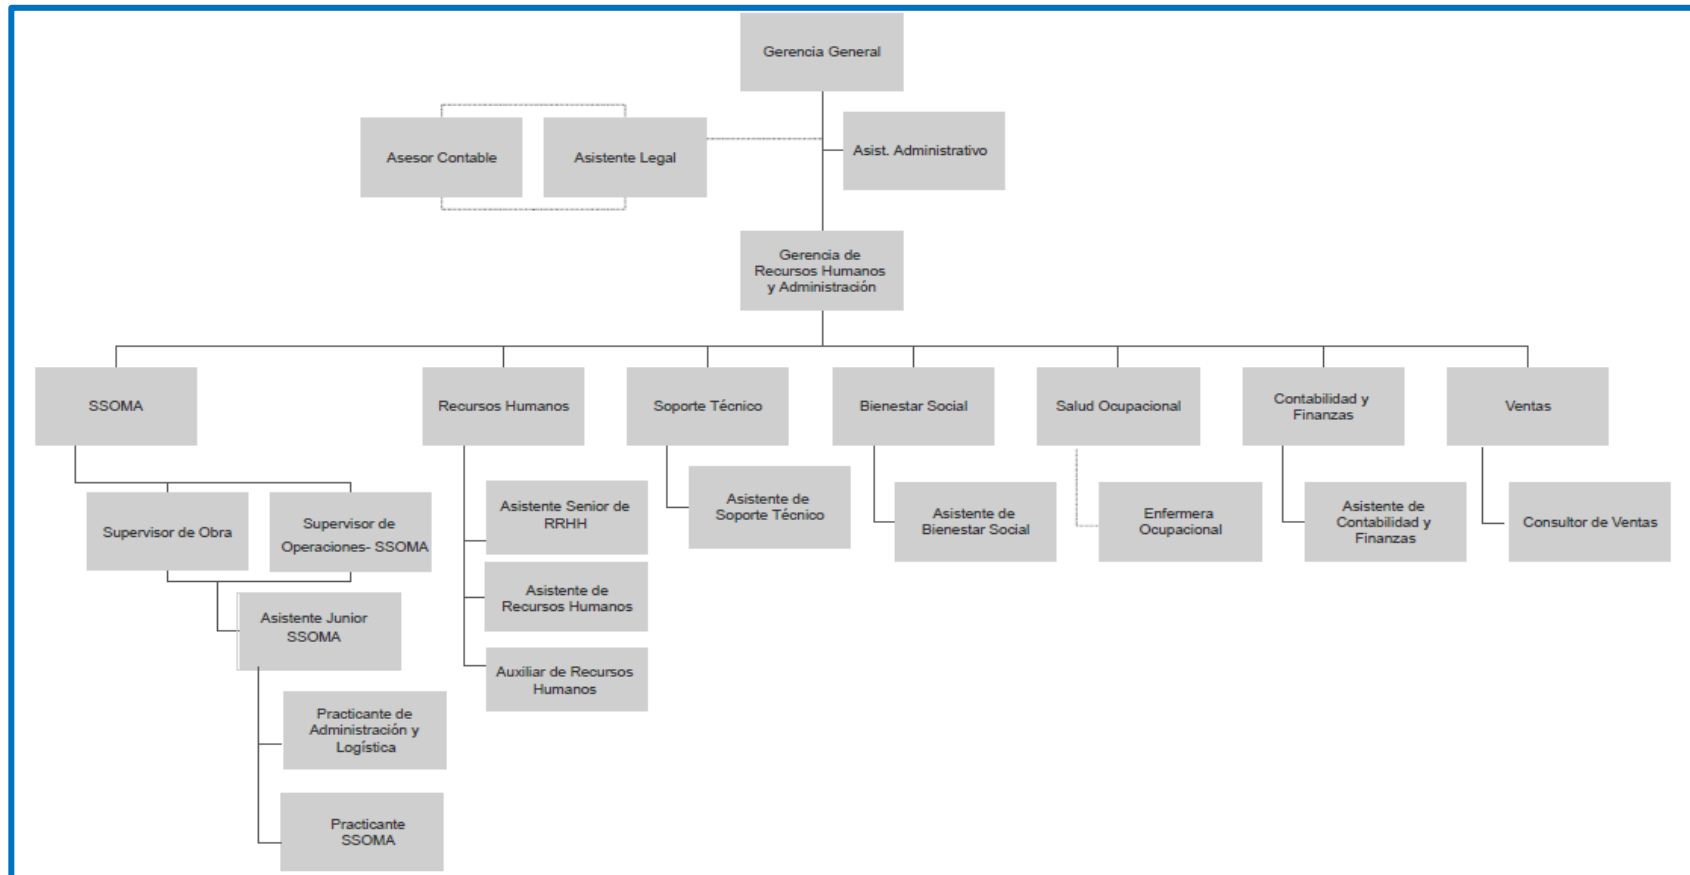 Gerencia General
Asesor Contable
Asistente Legal
Asist. Administrativo
Gerencia de
Recursos Humanos
y Administración
SSOMA
Recursos Humanos
Soporte Técnico
Bienestar Social
Salud Ocupacional
Contabilidad y
Finanzas
Ventas
Supervisor de Obra
Supervisor de
Operaciones- SSOMA
Asistente Senior de
RRHH
Asistente de
Soporte Técnico
Asistente de
Bienestar Social
Enfermera
Ocupacional
Asistente de
Contabilidad y
Finanzas
Consultor de Ventas
Asistente Junior
SSOMA
Asistente de
Recursos Humanos
Auxiliar de Recursos
Humanos
Practicante de
Administración y
Logística
Practicante
SSOMA